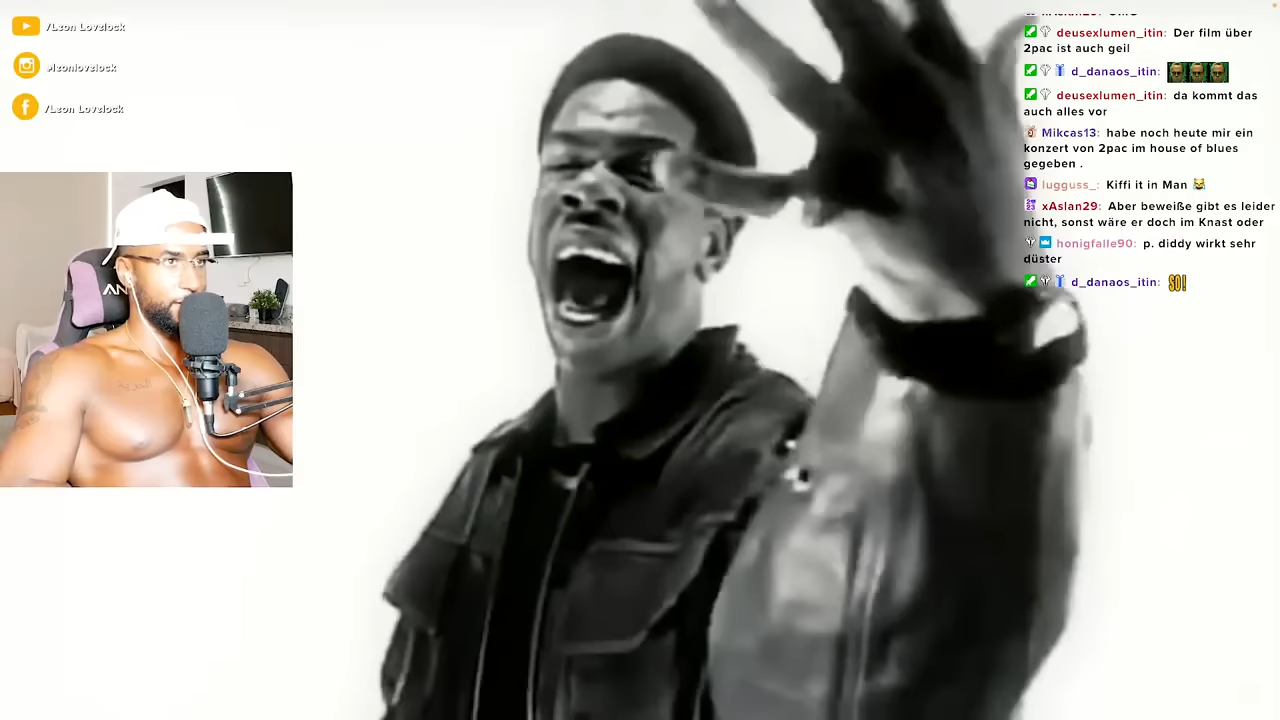 /Leon Lovelock
leonlovelock
/Leon Lovelock
AN
الحرية
deusexlumen_itin: Der film über
2pac ist auch geil
d_danaos_itin:
deusexlumen_itin: da kommt das
auch alles vor
Mikcas13: habe noch heute mir ein
konzert von 2pac im house of blues
gegeben .
lugguss_: Kiffi it in Man
xAslan29: Aber beweiße gibt es leider
nicht, sonst wäre er doch im Knast oder
honigfalle90: p. diddy wirkt sehr
düster
d_danaos_itin: SO!